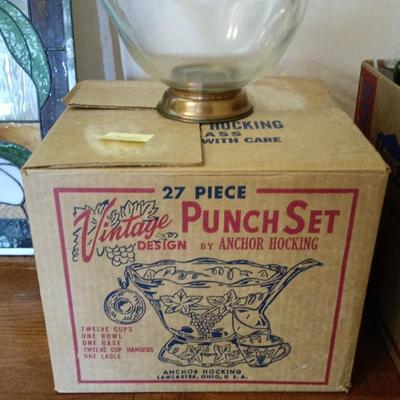 HOCKING
ASS
WITH CARE
27 PIECE
Vintage PUNCH SET
DESIGN BY ANCHOR HOCKING
TWELVE CUPS
ONE BOWL
ONE BASE
TWELVE CUP HANGERS
ONE LADLE
ANCHOR HOCKING
LANCASTER, OHIO, U.S.A.